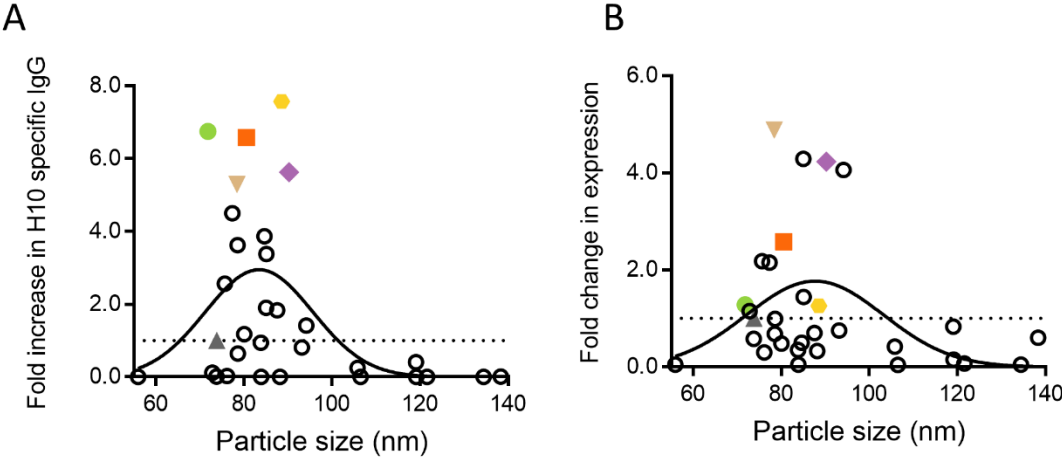 A
Fold increase in H10 specific IgG
8.0
6.0
4.0
2.0
0.0
60 80 100 120 140
Particle size (nm)
B
Fold change in expression
6.0
4.0
2.0
0.0
60 80 100 120 140
Particle size (nm)